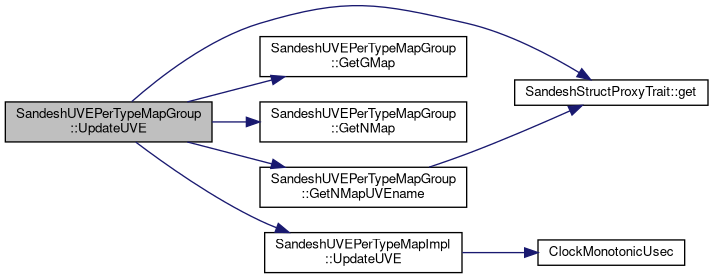 SandeshUVEPerTypeMapGroup
::UpdateUVE
SandeshUVEPerTypeMapGroup
::GetGMap
SandeshUVEPerTypeMapGroup
::GetNMap
SandeshUVEPerTypeMapGroup
::GetNMapUVEname
SandeshUVEPerTypeMapImpl
::UpdateUVE
SandeshStructProxyTrait::get
ClockMonotonicUsec